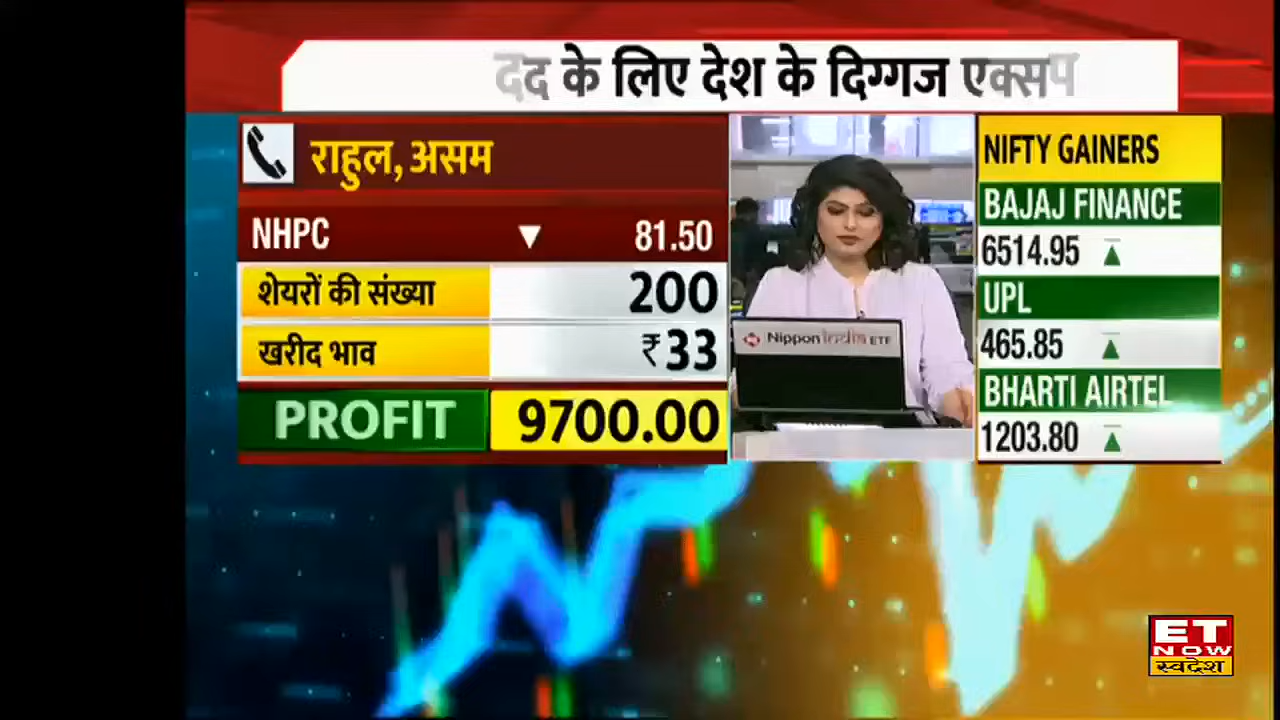 के लिए देश के दिग्गज
राहुल, असम
NHPC ▼ 81.50
शेयरों की संख्या 200
खरीद भाव ₹33
PROFIT 9700.00
Nippon India ETF
NIFTY GAINERS
BAJAJ FINANCE
6514.95 ▲
UPL
465.85 ▲
BHARTI AIRTEL
1203.80 ▲
ET
NOW
स्वदेश